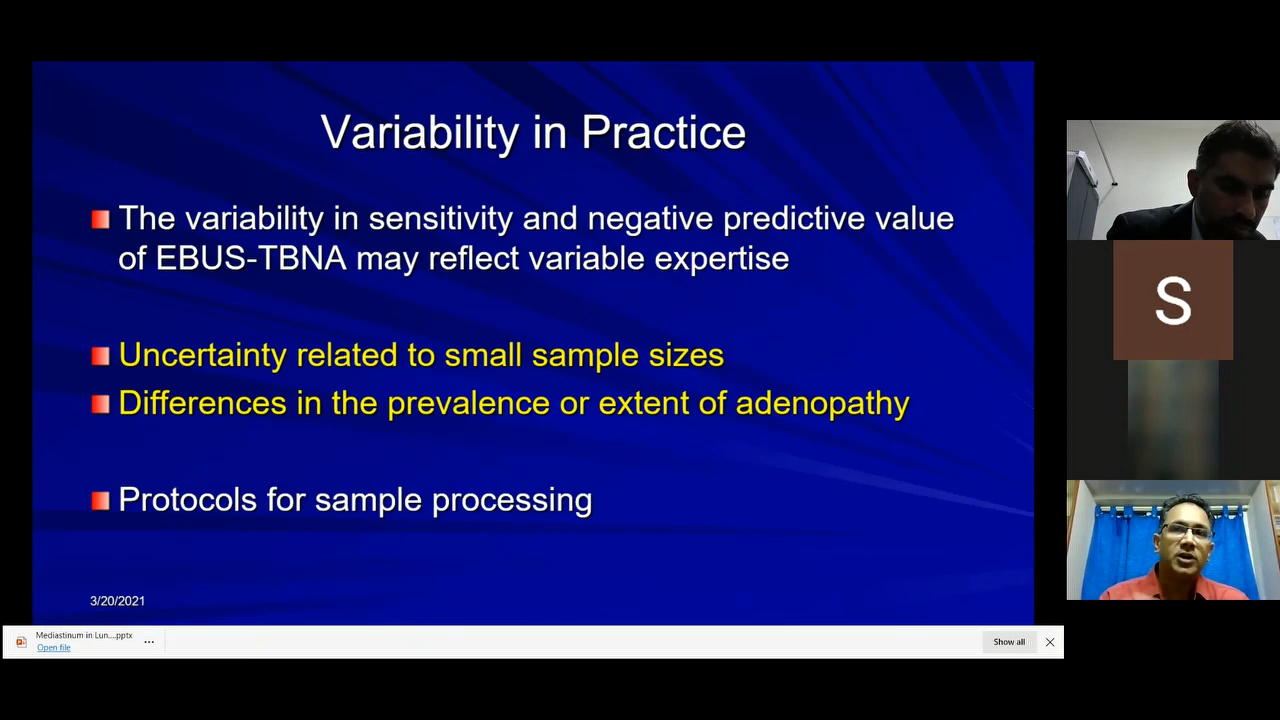 Variability in Practice
The variability in sensitivity and negative predictive value
of EBUS-TBNA may reflect variable expertise
Uncertainty related to small sample sizes
Differences in the prevalence or extent of adenopathy
Protocols for sample processing
3/20/2021
Mediastinum in Lun....pptx
Open file
Show all
S